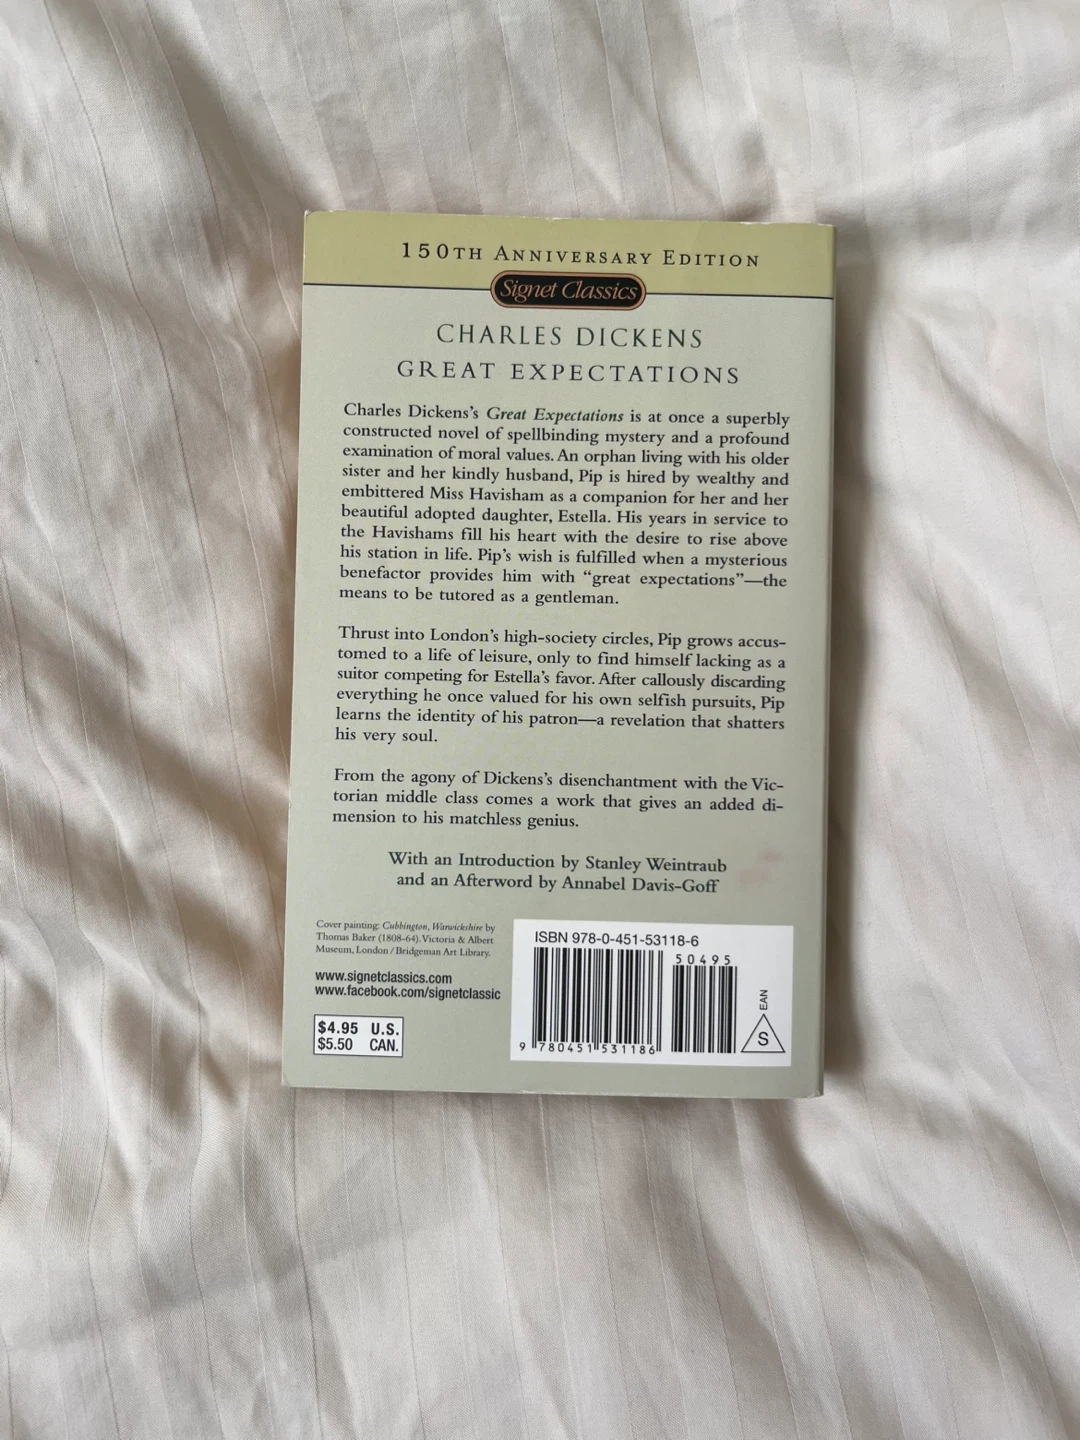 150TH ANNIVERSARY EDITION
Signet Classics
CHARLES DICKENS
GREAT EXPECTATIONS
Charles Dickens's Great Expectations is at once a superbly
constructed novel of spellbinding mystery and a profound
examination of moral values. An orphan living with his older
sister and her kindly husband, Pip is hired by wealthy and
embittered Miss Havisham as a companion for her and her
beautiful adopted daughter, Estella. His years in service to
the Havishams fill his heart with the desire to rise above
his station in life. Pip's wish is fulfilled when a mysterious
benefactor provides him with “great expectations”—the
means to be tutored as a gentleman.
Thrust into London's high-society circles, Pip grows accus-
tomed to a life of leisure, only to find himself lacking as a
suitor competing for Estella's favor. After callously discarding
everything he once valued for his own selfish pursuits, Pip
learns the identity of his patron—a revelation that shatters
his very soul.
From the agony of Dickens's disenchantment with the Vic-
torian middle class comes a work that gives an added di-
mension to his matchless genius.
With an Introduction by Stanley Weintraub
and an Afterword by Annabel Davis-Goff
Cover painting: Cubbington, Warwickshire by
Thomas Baker (1808–64). Victoria & Albert
Museum, London / Bridgeman Art Library.
www.signetclassics.com
www.facebook.com/signetclassic
$4.95 U.S.
$5.50 CAN.
ISBN 978-0-451-53118-6
50495
9 780451 531186
EAN
S